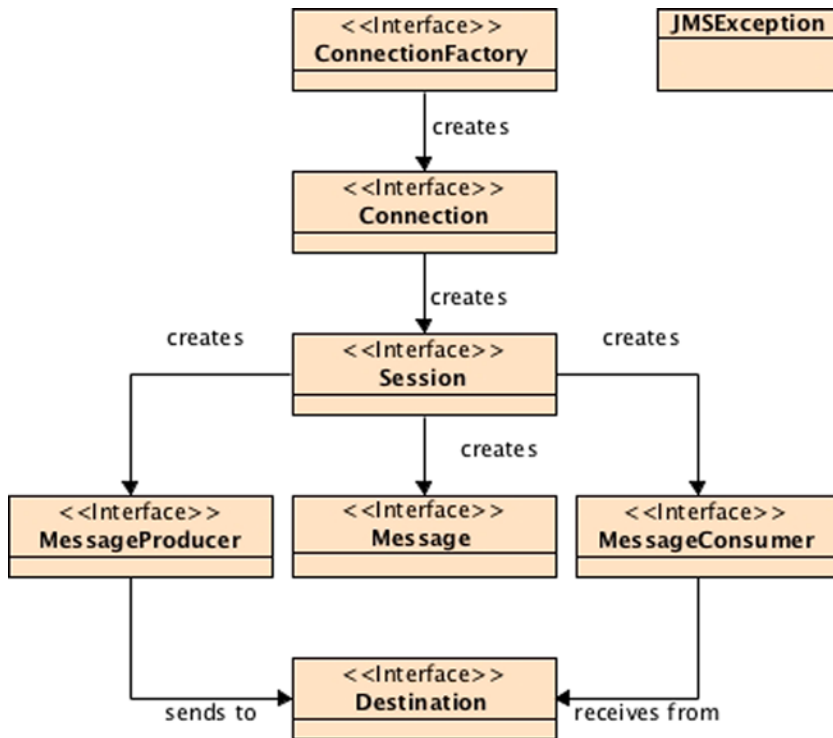 <<Interface>>
ConnectionFactory
JMSException
creates
<<Interface>>
Connection
creates
creates
<<Interface>>
Session
creates
creates
<<Interface>>
MessageProducer
<<Interface>>
Message
<<Interface>>
MessageConsumer
<<Interface>>
Destination
sends to
receives from